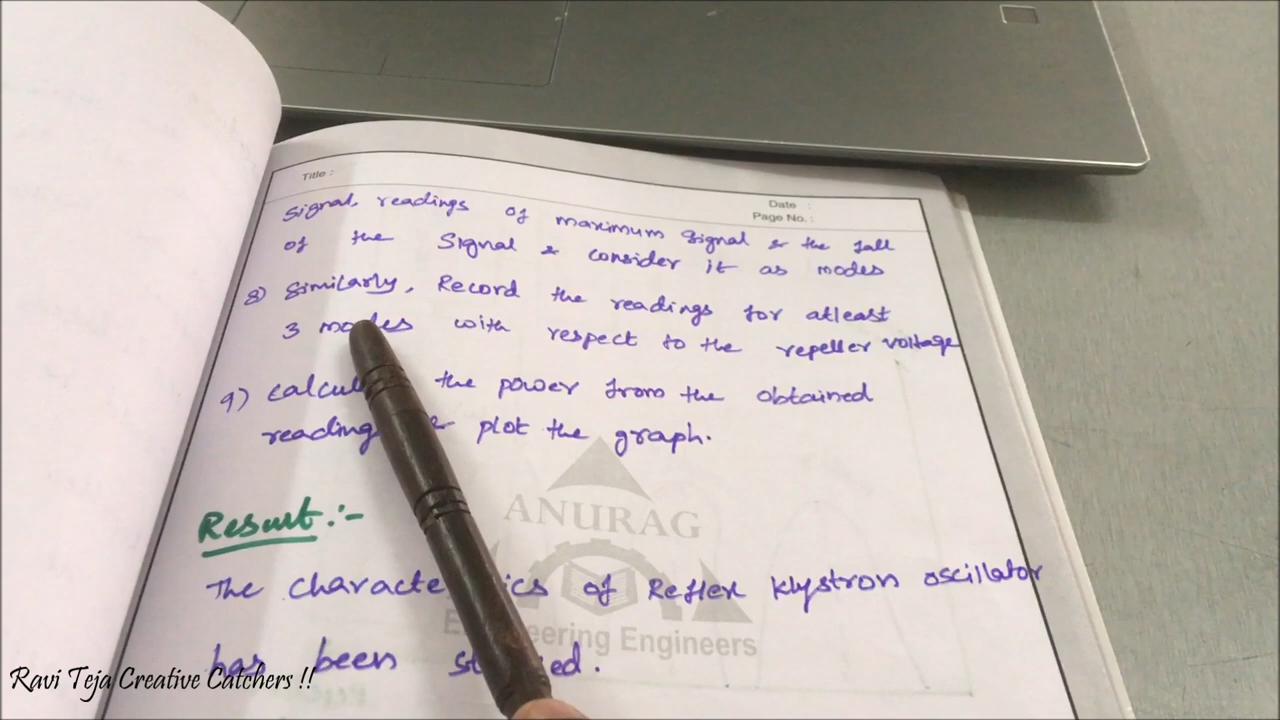 Title :
Date :
Page No. :
Signal, readings of maximum signal & the fall
of the Signal & consider it as modes
8) Similarly, Record the readings for atleast
3 modes with respect to the repeller voltage
9) calcul the power from the obtained
reading & plot the graph.
ANURAG
Result :-
The characte ics of Reflex Klystron oscillator
Engineering Engineers
has been st ied.
Ravi Teja Creative Catchers !!